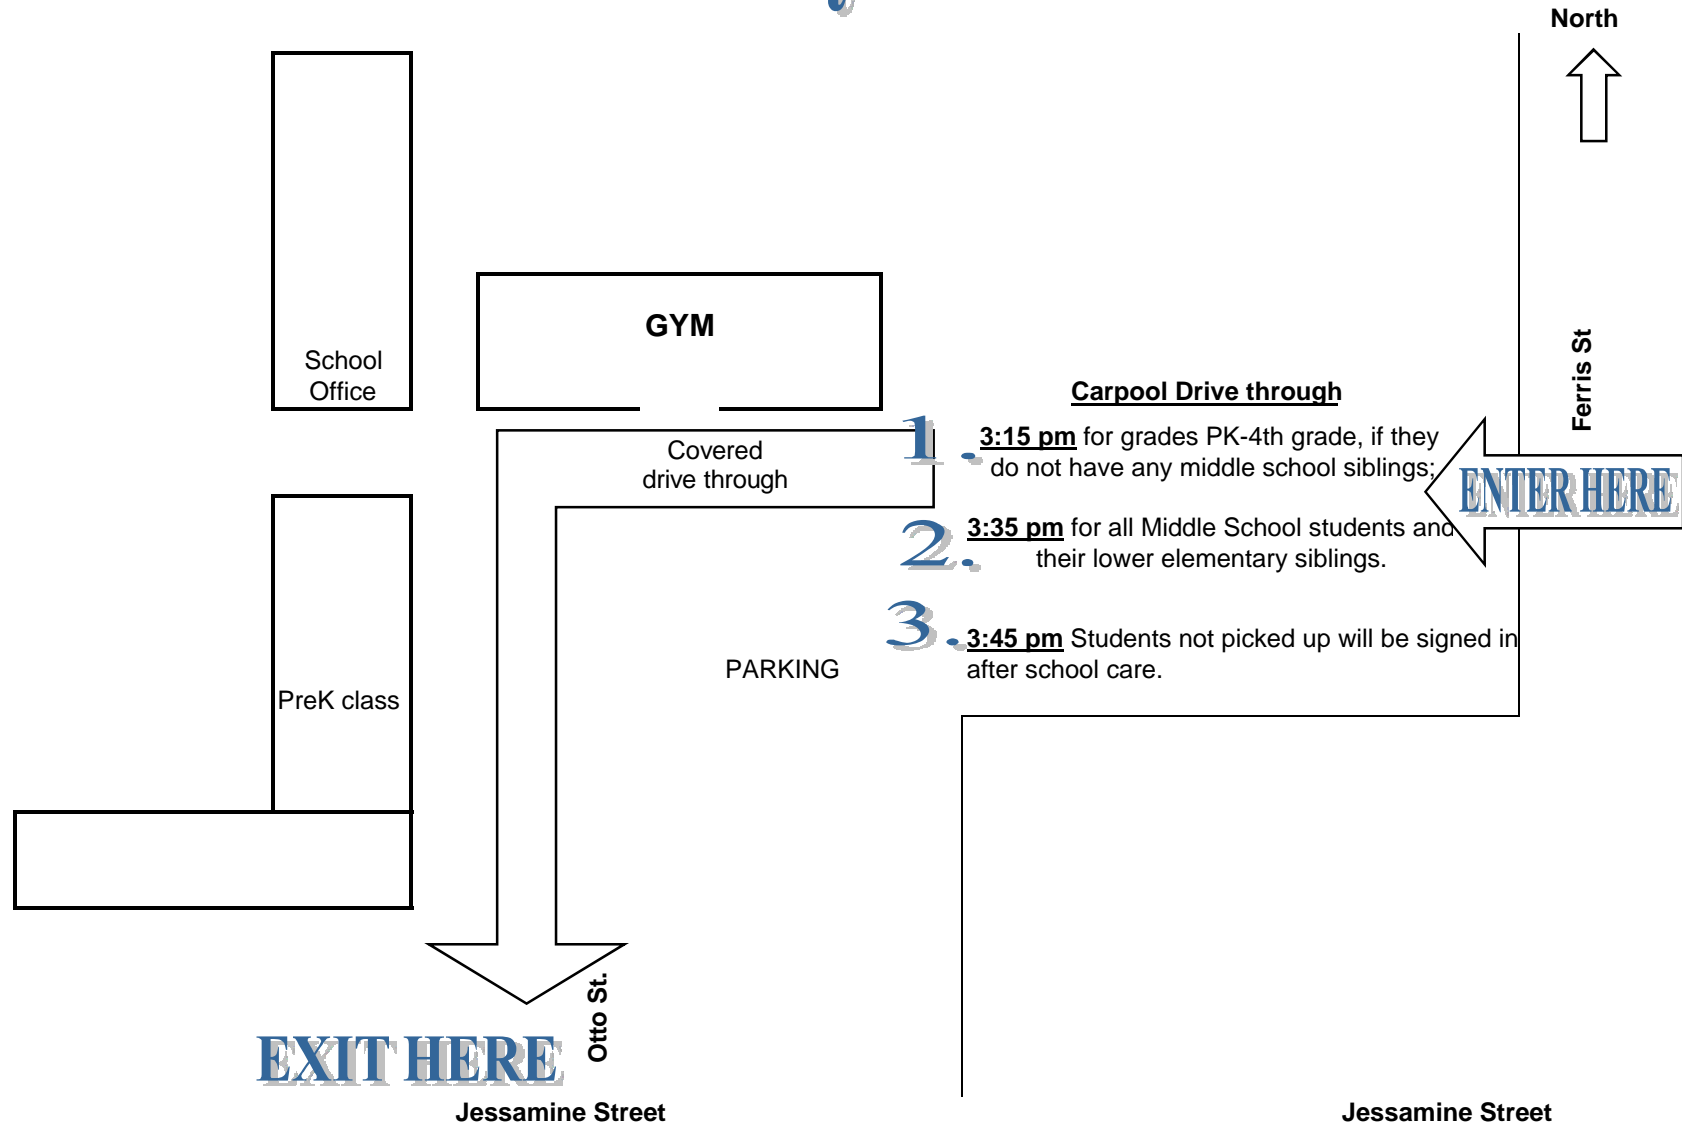 North
GYM
School
Office
Ferris St
Carpool Drive through
1. 3:15 pm for grades PK-4th grade, if they
do not have any middle school siblings;
Covered
drive through
ENTER HERE
2. 3:35 pm for all Middle School students and
their lower elementary siblings.
3. 3:45 pm Students not picked up will be signed in
after school care.
PARKING
PreK class
Otto St.
EXIT HERE
Jessamine Street
Jessamine Street